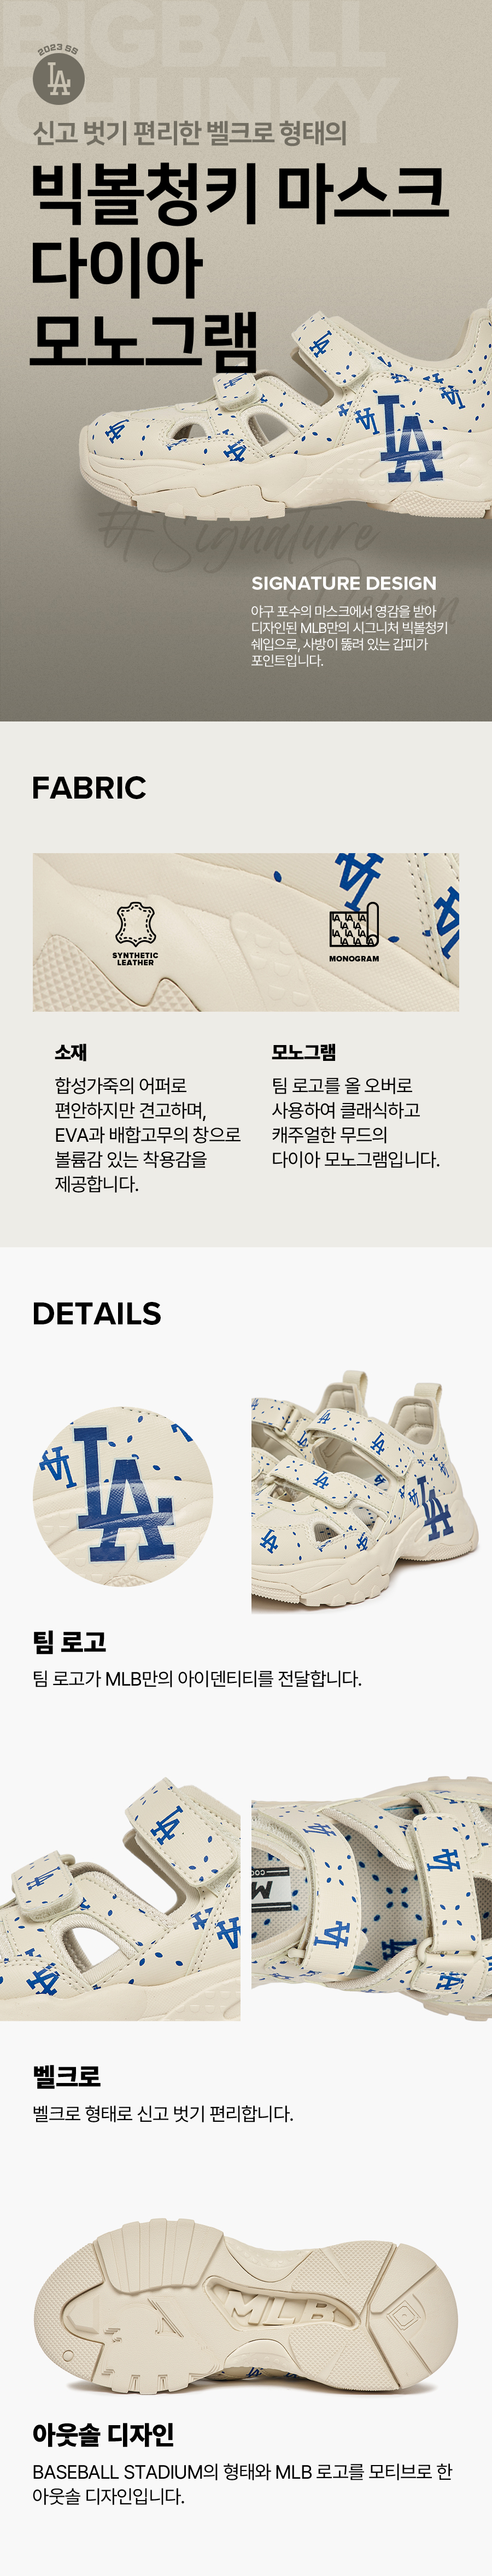 BIGBALL
CHUNKY
2023 SS
LA
신고 벗기 편리한 벨크로 형태의
빅볼청키 마스크
다이아
모노그램
LA
#Signature
Design
SIGNATURE DESIGN
야구 포수의 마스크에서 영감을 받아
디자인된 MLB만의 시그니처 빅볼청키
쉐입으로, 사방이 뚫려 있는 갑피가
포인트입니다.
FABRIC
SYNTHETIC
LEATHER
MONOGRAM
소재
합성가죽의 어퍼로
편안하지만 견고하며,
EVA과 배합고무의 창으로
볼륨감 있는 착용감을
제공합니다.
모노그램
팀 로고를 올 오버로
사용하여 클래식하고
캐주얼한 무드의
다이아 모노그램입니다.
DETAILS
LA
LA
팀 로고
팀 로고가 MLB만의 아이덴티티를 전달합니다.
벨크로
벨크로 형태로 신고 벗기 편리합니다.
MLB
아웃솔 디자인
BASEBALL STADIUM의 형태와 MLB 로고를 모티브로 한
아웃솔 디자인입니다.